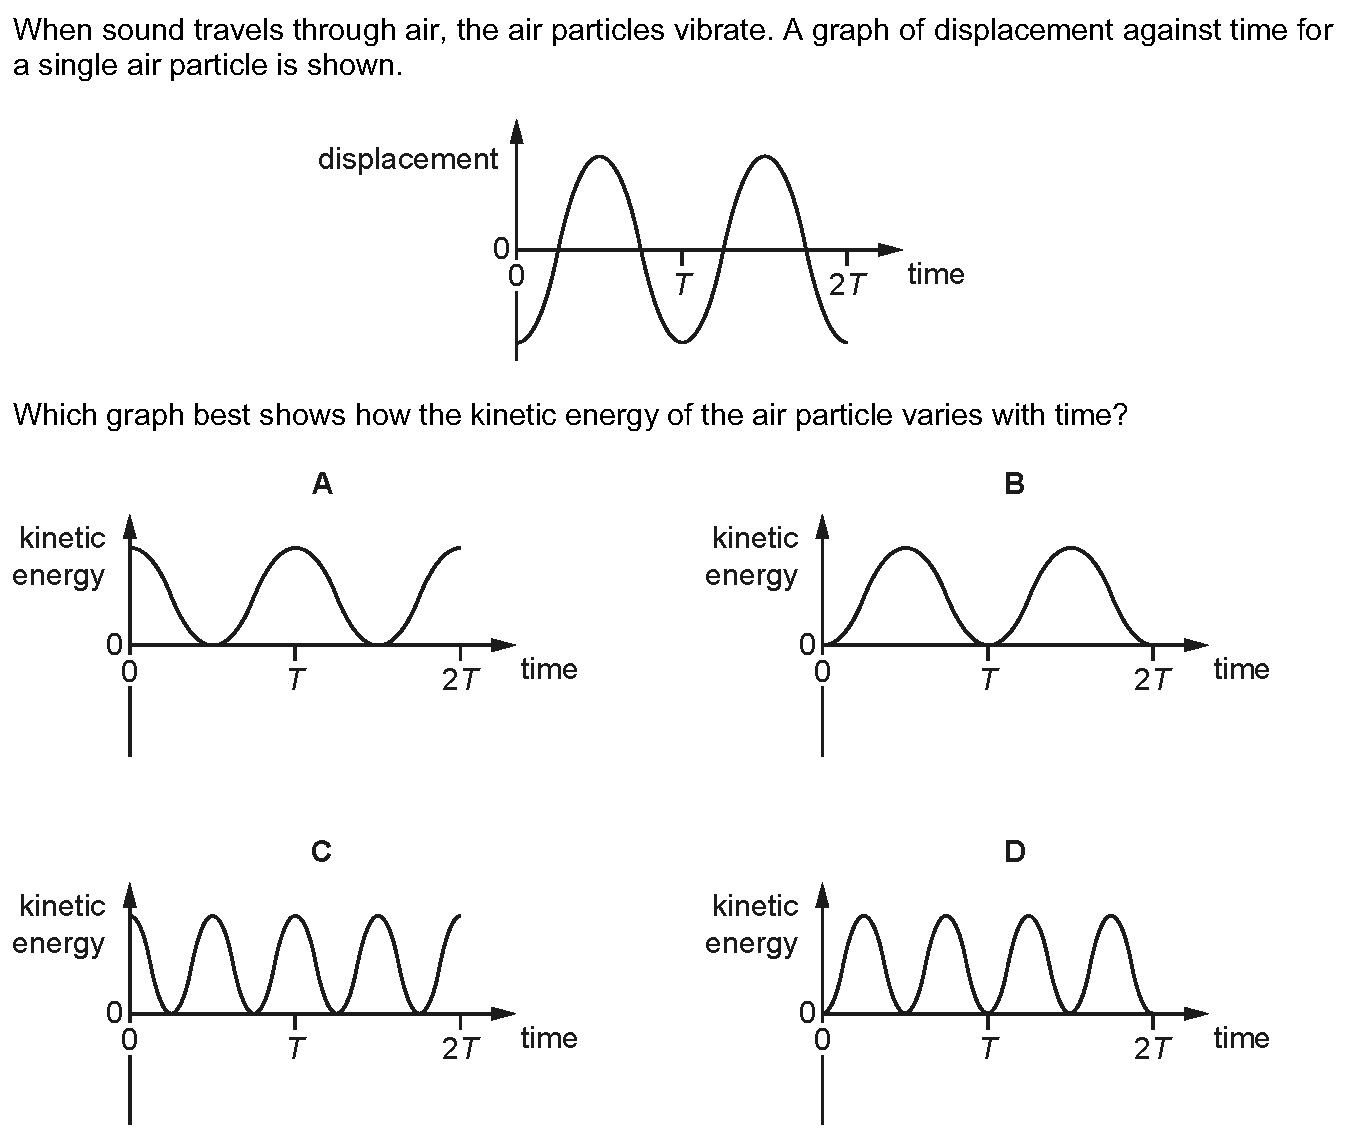 When sound travels through air, the air particles vibrate. A graph of displacement against time for
a single air particle is shown.
displacement
0
0
T
2T
time
Which graph best shows how the kinetic energy of the air particle varies with time?
A
kinetic
energy
0
0
T
2T
time
B
kinetic
energy
0
0
T
2T
time
C
kinetic
energy
0
0
T
2T
time
D
kinetic
energy
0
0
T
2T
time